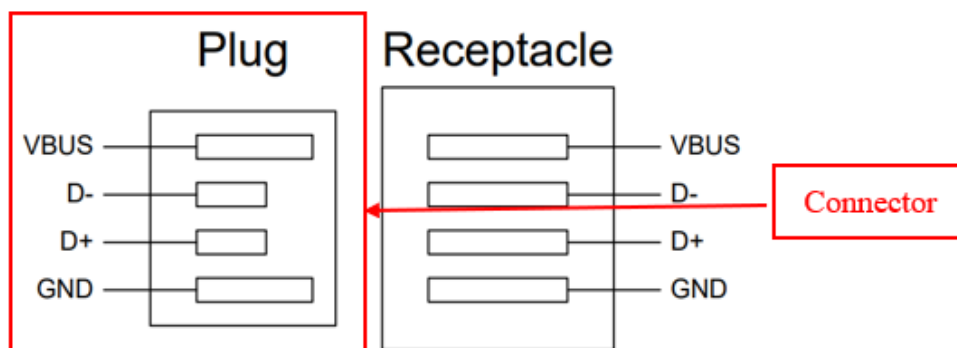 Plug
Receptacle
VBUS
D-
D+
GND
VBUS
D-
D+
GND
Connector